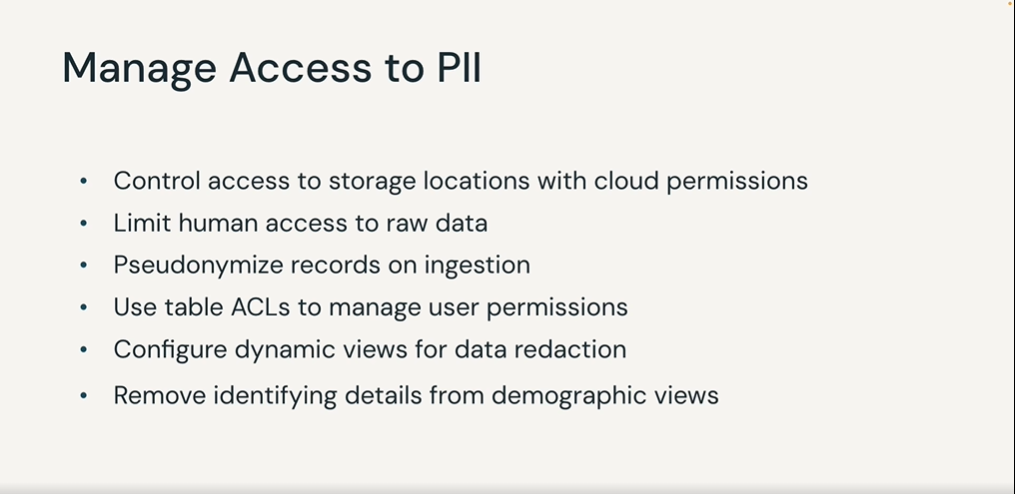 Manage Access to PII
• Control access to storage locations with cloud permissions
• Limit human access to raw data
• Pseudonymize records on ingestion
• Use table ACLs to manage user permissions
• Configure dynamic views for data redaction
• Remove identifying details from demographic views